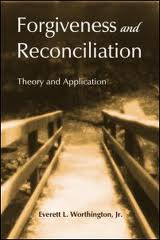 Forgiveness and
Reconciliation
Theory and Application
Everett L. Worthington, Jr.